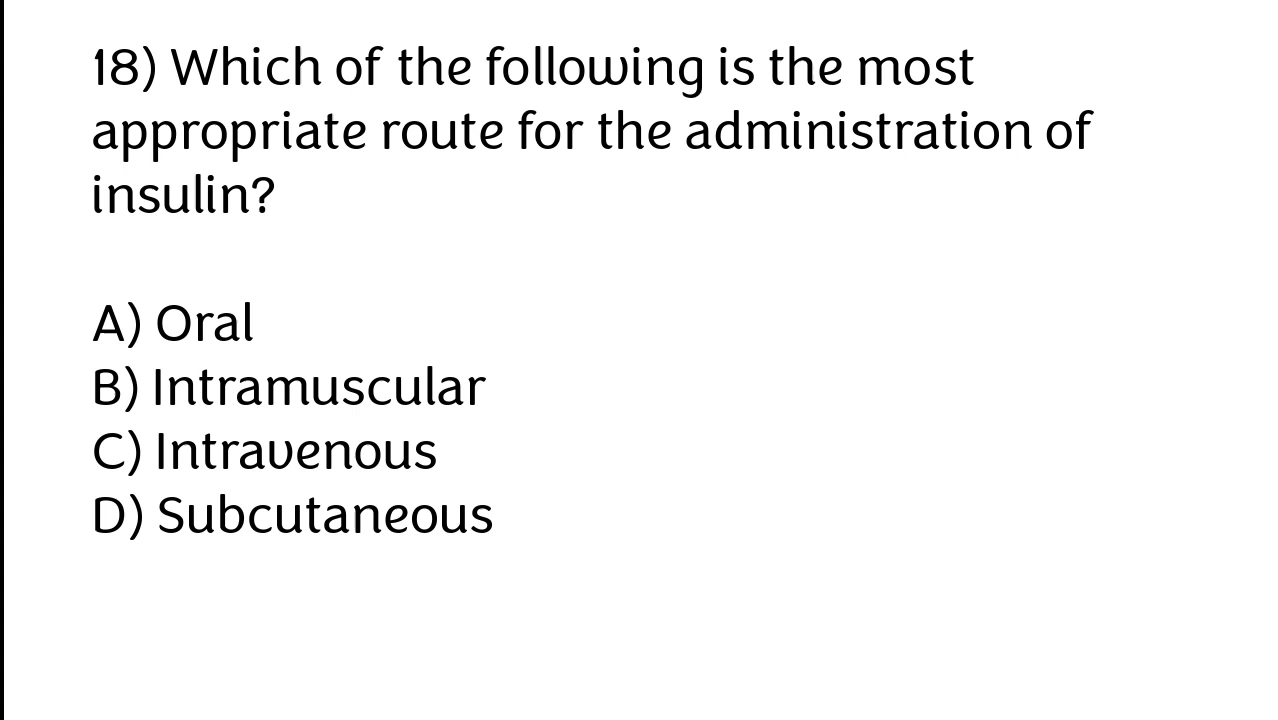 18) Which of the following is the most
appropriate route for the administration of
insulin?
A) Oral
B) Intramuscular
C) Intravenous
D) Subcutaneous